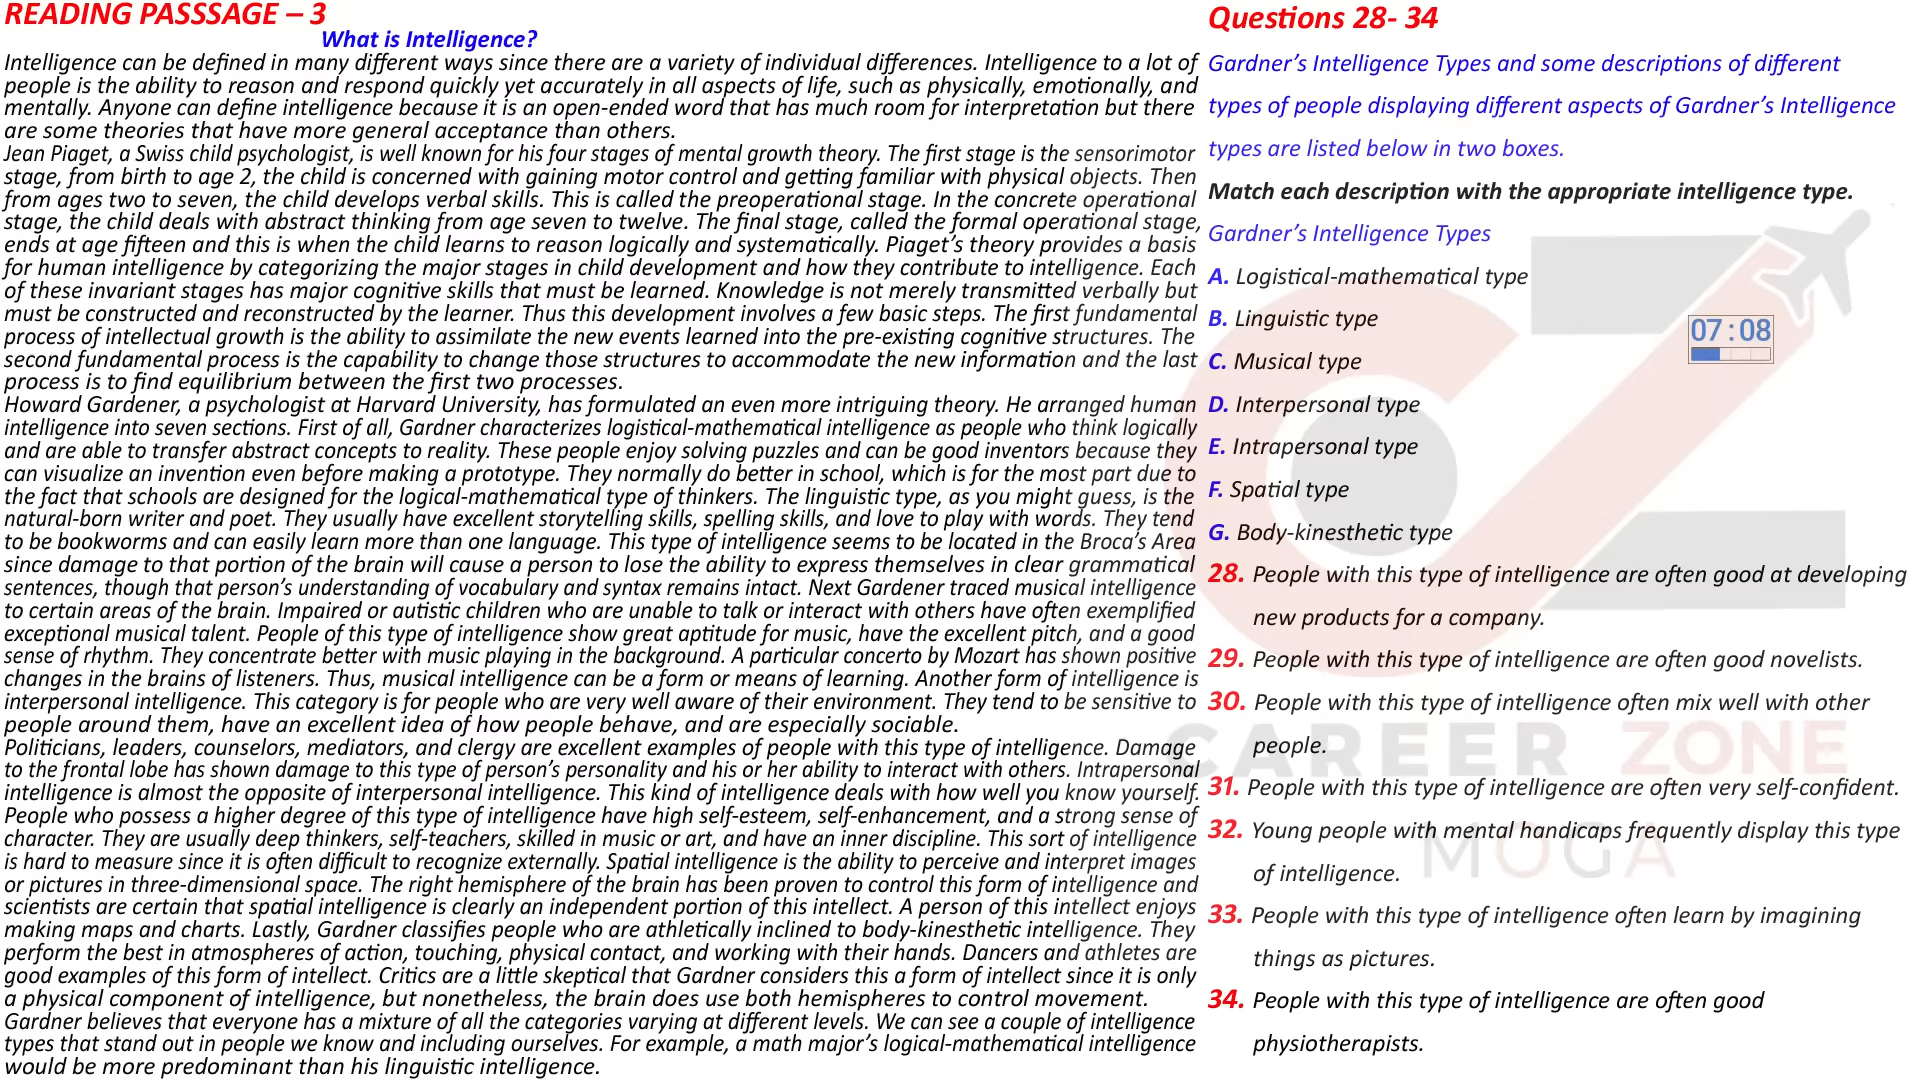 READING PASSSAGE – 3
What is Intelligence?
Intelligence can be defined in many different ways since there are a variety of individual differences. Intelligence to a lot of
people is the ability to reason and respond quickly yet accurately in all aspects of life, such as physically, emotionally, and
mentally. Anyone can define intelligence because it is an open-ended word that has much room for interpretation but there
are some theories that have more general acceptance than others.
Jean Piaget, a Swiss child psychologist, is well known for his four stages of mental growth theory. The first stage is the sensorimotor
stage, from birth to age 2, the child is concerned with gaining motor control and getting familiar with physical objects. Then
from ages two to seven, the child develops verbal skills. This is called the preoperational stage. In the concrete operational
stage, the child deals with abstract thinking from age seven to twelve. The final stage, called the formal operational stage,
ends at age fifteen and this is when the child learns to reason logically and systematically. Piaget's theory provides a basis
for human intelligence by categorizing the major stages in child development and how they contribute to intelligence. Each
of these invariant stages has major cognitive skills that must be learned. Knowledge is not merely transmitted verbally but
must be constructed and reconstructed by the learner. Thus this development involves a few basic steps. The first fundamental
process of intellectual growth is the ability to assimilate the new events learned into the pre-existing cognitive structures. The
second fundamental process is the capability to change those structures to accommodate the new information and the last
process is to find equilibrium between the first two processes.
Howard Gardener, a psychologist at Harvard University, has formulated an even more intriguing theory. He arranged human
intelligence into seven sections. First of all, Gardner characterizes logistical-mathematical intelligence as people who think logically
and are able to transfer abstract concepts to reality. These people enjoy solving puzzles and can be good inventors because they
can visualize an invention even before making a prototype. They normally do better in school, which is for the most part due to
the fact that schools are designed for the logical-mathematical type of thinkers. The linguistic type, as you might guess, is the
natural-born writer and poet. They usually have excellent storytelling skills, spelling skills, and love to play with words. They tend
to be bookworms and can easily learn more than one language. This type of intelligence seems to be located in the Broca's Area
since damage to that portion of the brain will cause a person to lose the ability to express themselves in clear grammatical
sentences, though that person's understanding of vocabulary and syntax remains intact. Next Gardener traced musical intelligence
to certain areas of the brain. Impaired or autistic children who are unable to talk or interact with others have often exemplified
exceptional musical talent. People of this type of intelligence show great aptitude for music, have the excellent pitch, and a good
sense of rhythm. They concentrate better with music playing in the background. A particular concerto by Mozart has shown positive
changes in the brains of listeners. Thus, musical intelligence can be a form or means of learning. Another form of intelligence is
interpersonal intelligence. This category is for people who are very well aware of their environment. They tend to be sensitive to
people around them, have an excellent idea of how people behave, and are especially sociable.
Politicians, leaders, counselors, mediators, and clergy are excellent examples of people with this type of intelligence. Damage
to the frontal lobe has shown damage to this type of person's personality and his or her ability to interact with others. Intrapersonal
intelligence is almost the opposite of interpersonal intelligence. This kind of intelligence deals with how well you know yourself.
People who possess a higher degree of this type of intelligence have high self-esteem, self-enhancement, and a strong sense of
character. They are usually deep thinkers, self-teachers, skilled in music or art, and have an inner discipline. This sort of intelligence
is hard to measure since it is often difficult to recognize externally. Spatial intelligence is the ability to perceive and interpret images
or pictures in three-dimensional space. The right hemisphere of the brain has been proven to control this form of intelligence and
scientists are certain that spatial intelligence is clearly an independent portion of this intellect. A person of this intellect enjoys
making maps and charts. Lastly, Gardner classifies people who are athletically inclined to body-kinesthetic intelligence. They
perform the best in atmospheres of action, touching, physical contact, and working with their hands. Dancers and athletes are
good examples of this form of intellect. Critics are a little skeptical that Gardner considers this a form of intellect since it is only
a physical component of intelligence, but nonetheless, the brain does use both hemispheres to control movement.
Gardner believes that everyone has a mixture of all the categories varying at different levels. We can see a couple of intelligence
types that stand out in people we know and including ourselves. For example, a math major's logical-mathematical intelligence
would be more predominant than his linguistic intelligence.
Questions 28- 34
Gardner's Intelligence Types and some descriptions of different
types of people displaying different aspects of Gardner's Intelligence
types are listed below in two boxes.
Match each description with the appropriate intelligence type.
Gardner's Intelligence Types
A. Logistical-mathematical type
B. Linguistic type
07:08
C. Musical type
D. Interpersonal type
E. Intrapersonal type
F. Spatial type
G. Body-kinesthetic type
28. People with this type of intelligence are often good at developing
new products for a company.
29. People with this type of intelligence are often good novelists.
30. People with this type of intelligence often mix well with other
people.
31. People with this type of intelligence are often very self-confident.
32. Young people with mental handicaps frequently display this type
of intelligence.
33. People with this type of intelligence often learn by imagining
things as pictures.
34. People with this type of intelligence are often good
physiotherapists.
CAREER ZONE
MOGA